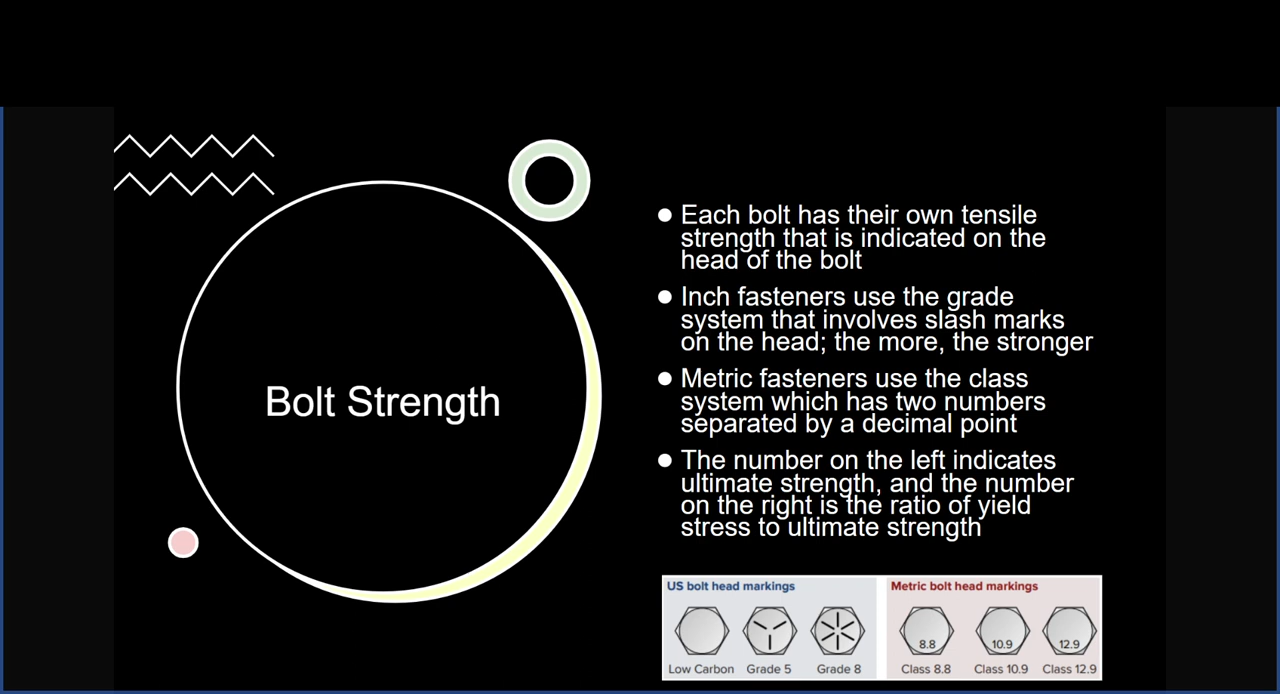 Bolt Strength
Each bolt has their own tensile
strength that is indicated on the
head of the bolt
Inch fasteners use the grade
system that involves slash marks
on the head; the more, the stronger
Metric fasteners use the class
system which has two numbers
separated by a decimal point
The number on the left indicates
ultimate strength, and the number
on the right is the ratio of yield
stress to ultimate strength
US bolt head markings
Low Carbon
Grade 5
Grade 8
Metric bolt head markings
8.8
10.9
12.9
Class 8.8
Class 10.9
Class 12.9